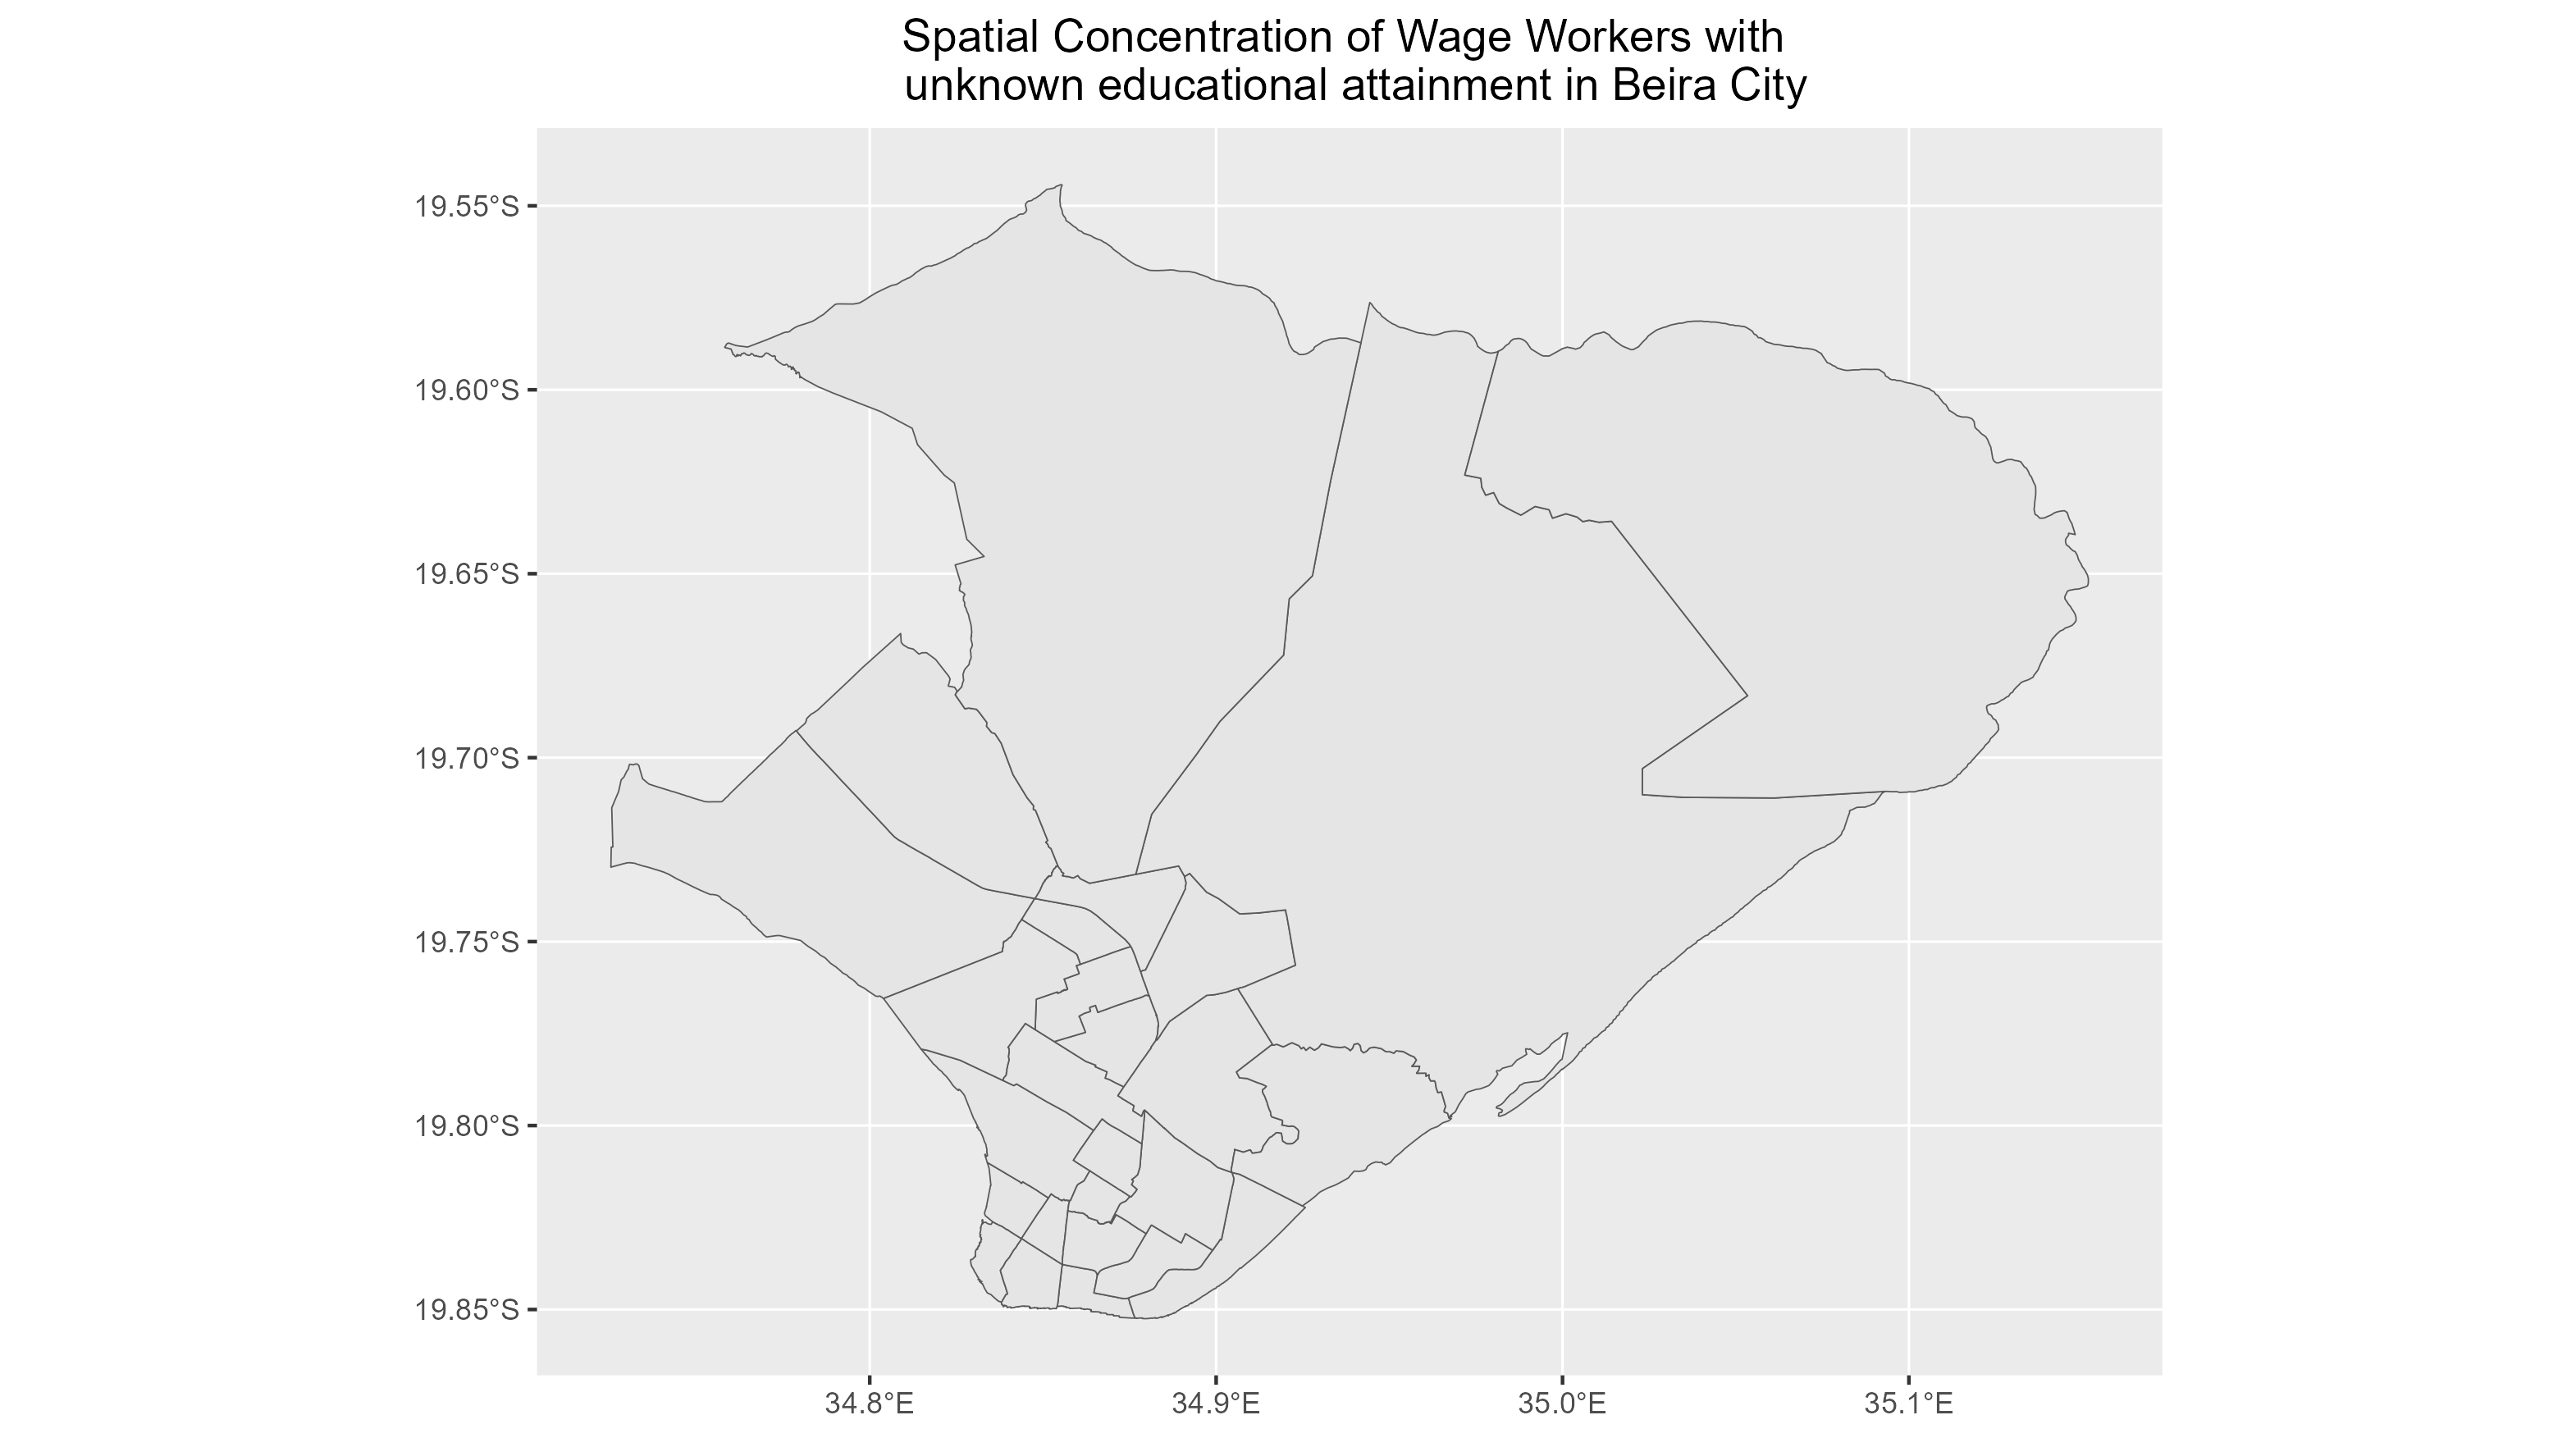 Spatial Concentration of Wage Workers with
unknown educational attainment in Beira City
19.55°S
19.60°S
19.65°S
19.70°S
19.75°S
19.80°S
19.85°S
34.8°E
34.9°E
35.0°E
35.1°E